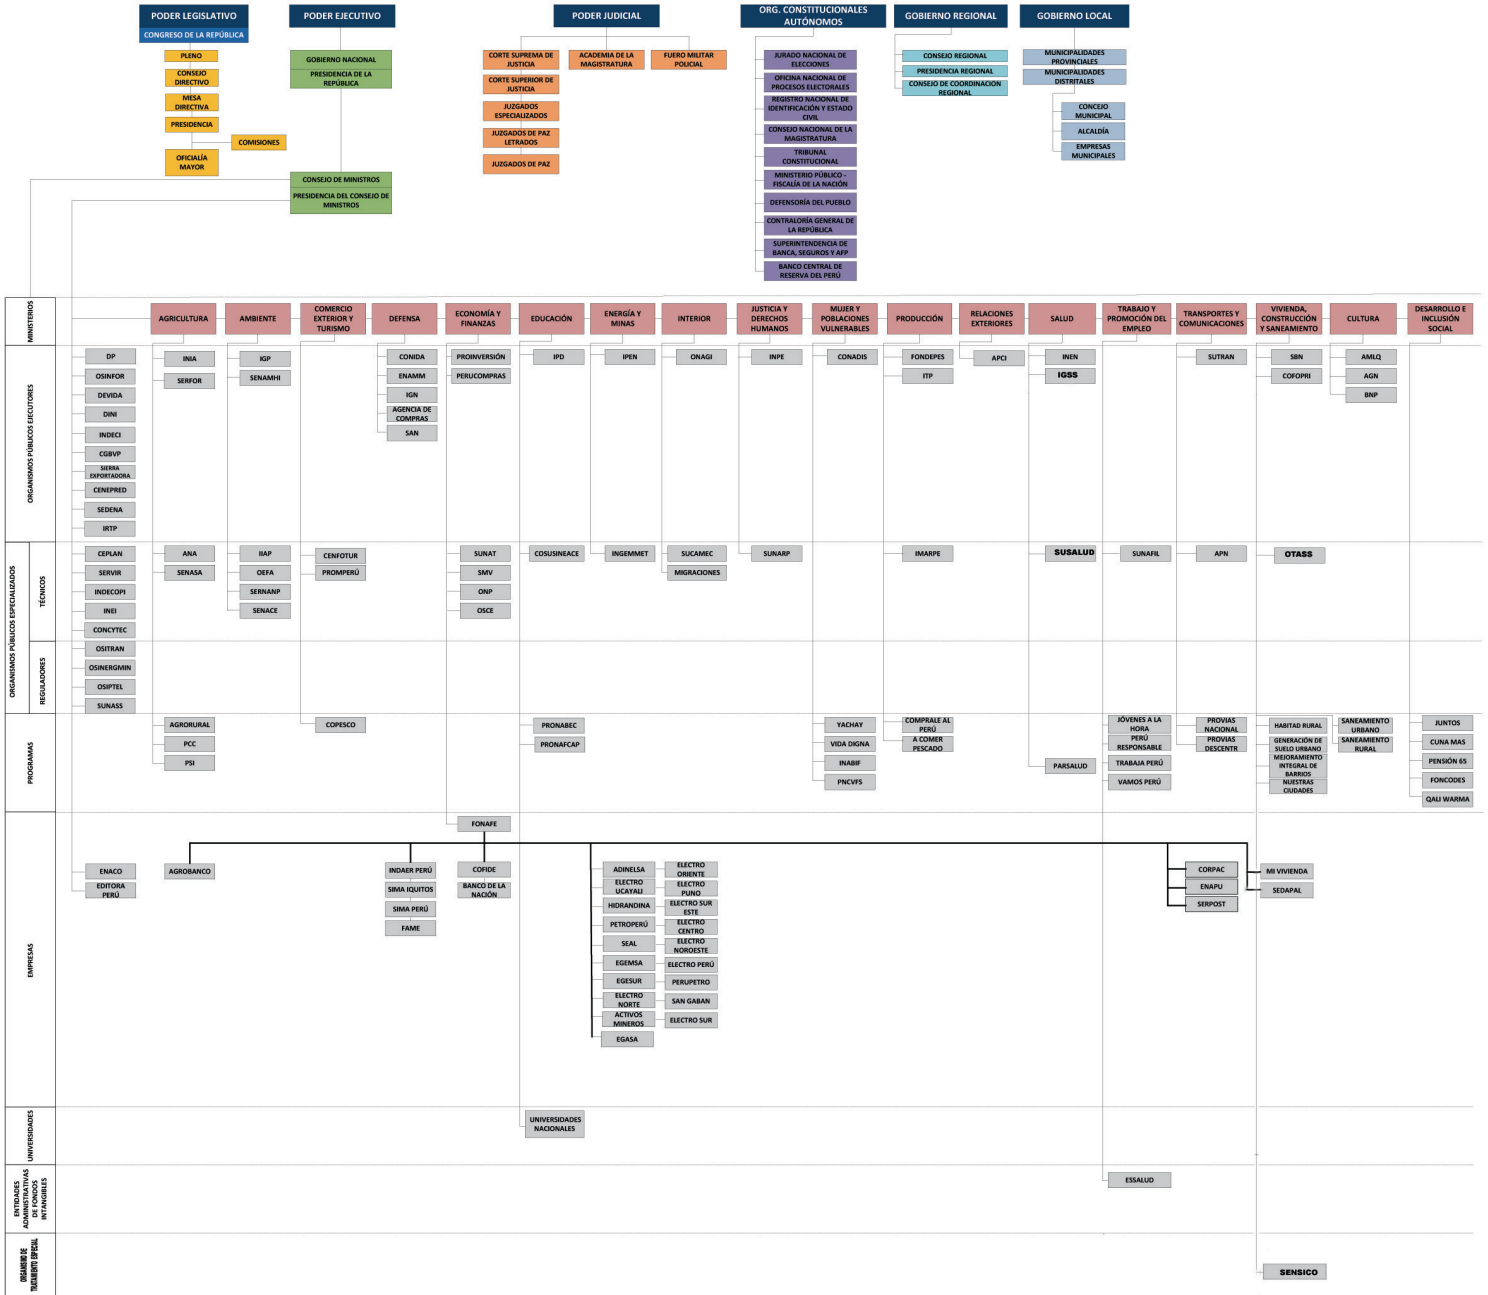 PODER LEGISLATIVO
CONGRESO DE LA REPÚBLICA
PLENO
CONSEJO
DIRECTIVO
MESA
DIRECTIVA
PRESIDENCIA
COMISIONES
OFICIALÍA
MAYOR
PODER EJECUTIVO
GOBIERNO NACIONAL
PRESIDENCIA DE LA
REPÚBLICA
CONSEJO DE MINISTROS
PRESIDENCIA DEL CONSEJO DE
MINISTROS
PODER JUDICIAL
CORTE SUPREMA DE
JUSTICIA
CORTE SUPERIOR DE
JUSTICIA
JUZGADOS
ESPECIALIZADOS
JUZGADOS DE PAZ
LETRADOS
JUZGADOS DE PAZ
ACADEMIA DE LA
MAGISTRATURA
FUERO MILITAR
POLICIAL
ORG. CONSTITUCIONALES
AUTÓNOMOS
JURADO NACIONAL DE
ELECCIONES
OFICINA NACIONAL DE
PROCESOS ELECTORALES
REGISTRO NACIONAL DE
IDENTIFICACIÓN Y ESTADO
CIVIL
CONSEJO NACIONAL DE LA
MAGISTRATURA
TRIBUNAL
CONSTITUCIONAL
MINISTERIO PÚBLICO -
FISCALÍA DE LA NACIÓN
DEFENSORÍA DEL PUEBLO
CONTRALORÍA GENERAL DE
LA REPÚBLICA
SUPERINTENDENCIA DE
BANCA, SEGUROS Y AFP
BANCO CENTRAL DE
RESERVA DEL PERÚ
GOBIERNO REGIONAL
CONSEJO REGIONAL
PRESIDENCIA REGIONAL
CONSEJO DE COORDINACION
REGIONAL
GOBIERNO LOCAL
MUNICIPALIDADES
PROVINCIALES
MUNICIPALIDADES
DISTRITALES
CONCEJO
MUNICIPAL
ALCALDÍA
EMPRESAS
MUNICIPALES
MINISTERIOS
AGRICULTURA
AMBIENTE
COMERCIO
EXTERIOR Y
TURISMO
DEFENSA
ECONOMÍA Y
FINANZAS
EDUCACIÓN
ENERGÍA Y
MINAS
INTERIOR
JUSTICIA Y
DERECHOS
HUMANOS
MUJER Y
POBLACIONES
VULNERABLES
PRODUCCIÓN
RELACIONES
EXTERIORES
SALUD
TRABAJO Y
PROMOCIÓN DEL
EMPLEO
TRANSPORTES Y
COMUNICACIONES
VIVIENDA,
CONSTRUCCIÓN
Y SANEAMIENTO
CULTURA
DESARROLLO E
INCLUSIÓN
SOCIAL
ORGANISMOS PÚBLICOS EJECUTORES
DP
OSINFOR
DEVIDA
DINI
INDECI
CGBVP
SIERRA
EXPORTADORA
CENEPRED
SEDENA
IRTP
INIA
SERFOR
IGP
SENAMHI
CONIDA
ENAMM
IGN
AGENCIA DE
COMPRAS
SAN
PROINVERSIÓN
PERUCOMPRAS
IPD
IPEN
ONAGI
INPE
CONADIS
FONDEPES
ITP
APCI
INEN
IGSS
SUTRAN
SBN
COFOPRI
AMLQ
AGN
BNP
ORGANISMOS PÚBLICOS ESPECIALIZADOS
TÉCNICOS
CEPLAN
SERVIR
INDECOPI
INEI
CONCYTEC
ANA
SENASA
IIAP
OEFA
SERNANP
SENACE
CENFOTUR
PROMPERÚ
SUNAT
SMV
ONP
OSCE
COSUSINEACE
INGEMMET
SUCAMEC
MIGRACIONES
SUNARP
IMARPE
SUSALUD
SUNAFIL
APN
OTASS
REGULADORES
OSITRAN
OSINERGMIN
OSIPTEL
SUNASS
PROGRAMAS
AGRORURAL
PCC
PSI
COPESCO
PRONABEC
PRONAFCAP
YACHAY
VIDA DIGNA
INABIF
PNCVFS
COMPRALE AL
PERÚ
A COMER
PESCADO
PARSALUD
JÓVENES A LA
HORA
PERÚ
RESPONSABLE
TRABAJA PERÚ
VAMOS PERÚ
PROVIAS
NACIONAL
PROVIAS
DESCENTR
HABITAD RURAL
GENERACIÓN DE
SUELO URBANO
MEJORAMIENTO
INTEGRAL DE
BARRIOS
NUESTRAS
CIUDADES
SANEAMIENTO
URBANO
SANEAMIENTO
RURAL
JUNTOS
CUNA MAS
PENSIÓN 65
FONCODES
QALI WARMA
EMPRESAS
ENACO
EDITORA
PERÚ
AGROBANCO
INDAER PERÚ
SIMA IQUITOS
SIMA PERÚ
FAME
FONAFE
COFIDE
BANCO DE LA
NACIÓN
ADINELSA
ELECTRO
UCAYALI
HIDRANDINA
PETROPERÚ
SEAL
EGEMSA
EGESUR
ELECTRO
NORTE
ACTIVOS
MINEROS
EGASA
ELECTRO
ORIENTE
ELECTRO
PUNO
ELECTRO SUR
ESTE
ELECTRO
CENTRO
ELECTRO
NOROESTE
ELECTRO PERÚ
PERUPETRO
SAN GABAN
ELECTRO SUR
CORPAC
ENAPU
SERPOST
MI VIVIENDA
SEDAPAL
UNIVERSIDADES
UNIVERSIDADES
NACIONALES
ENTIDADES
ADMINISTRATIVAS
DE FONDOS
INTANGIBLES
ESSALUD
ORGANISMO DE
TRATAMIENTO ESPECIAL
SENSICO